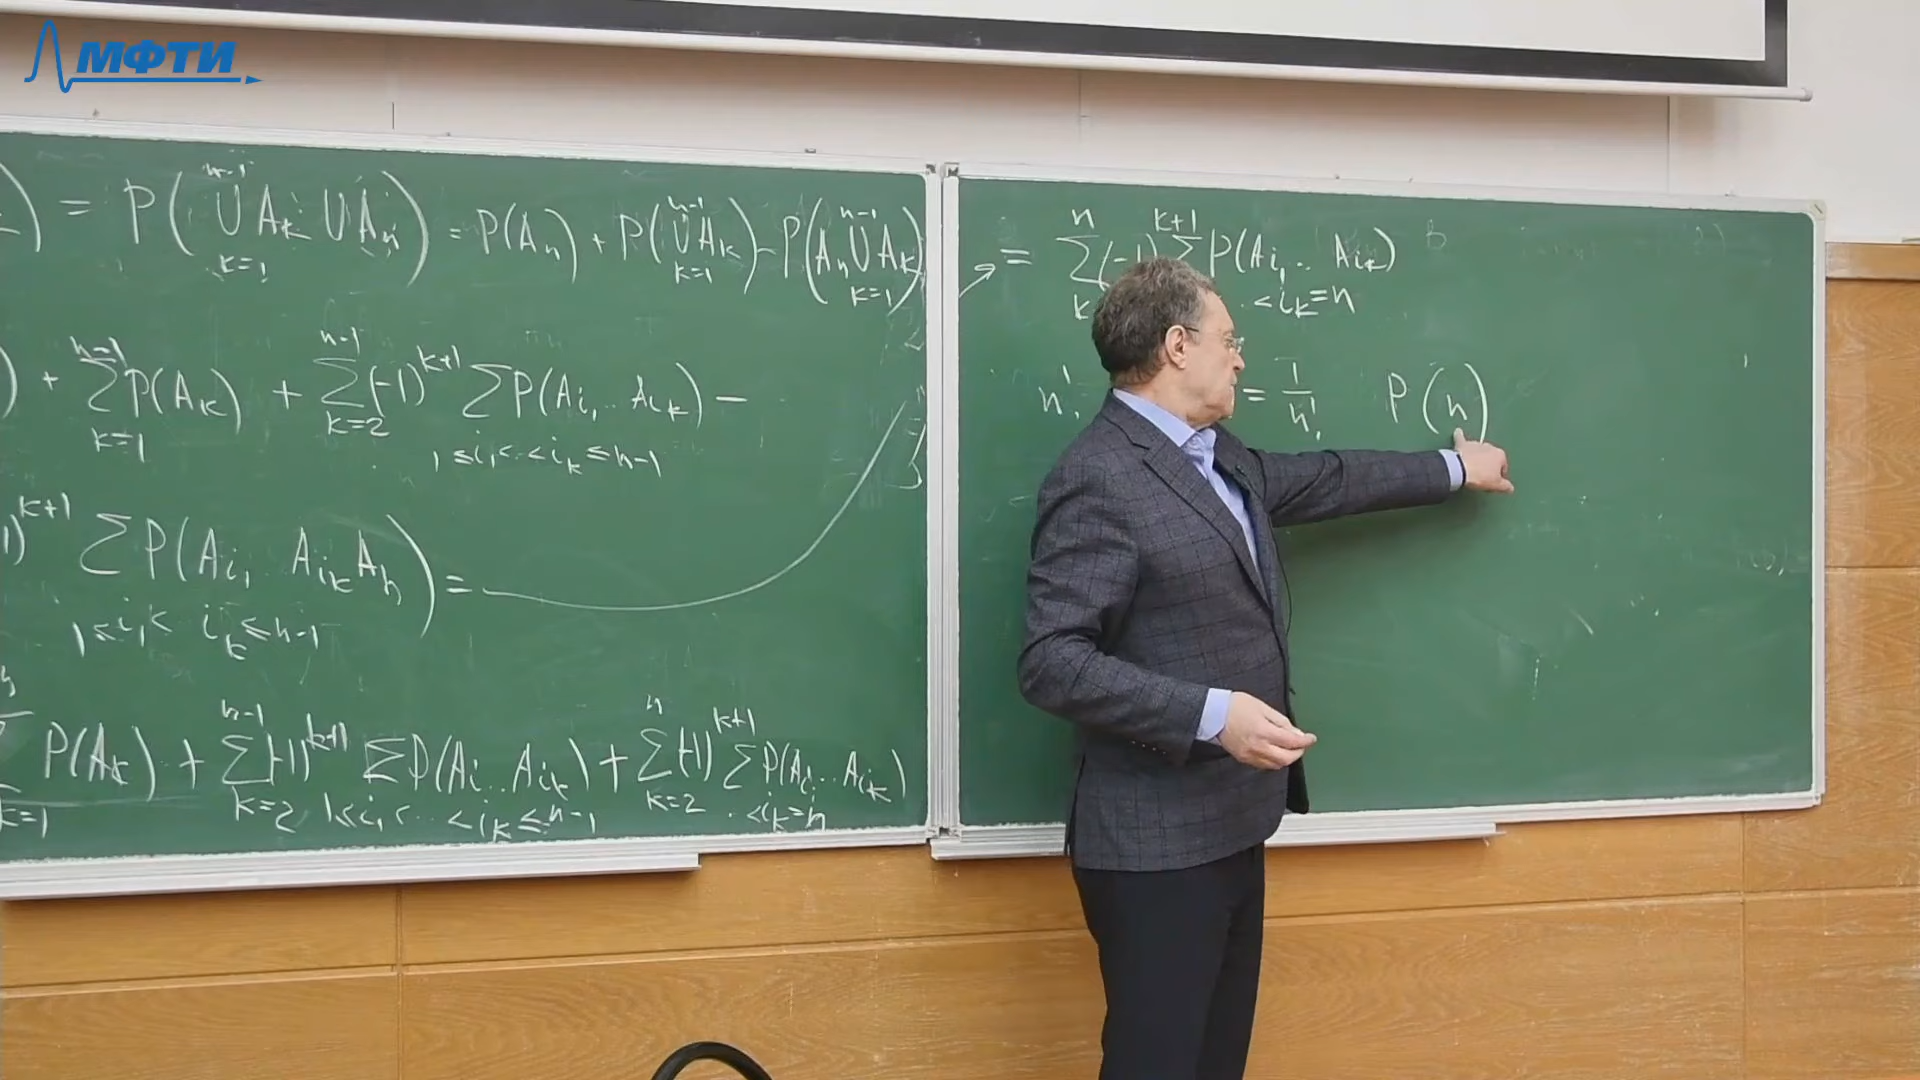 МФТИ
) = P(⋃_{k=1}^{n-1} A_k ∪ A_n) = P(A_n) + P(⋃_{k=1}^{n-1} A_k) - P(A_n ⋃_{k=1}^{n-1} A_k)
) + ∑_{k=1}^{n-1} P(A_k) + ∑_{k=2}^{n-1} (-1)^{k+1} ∑_{1≤i_1<..<i_k≤n-1} P(A_{i_1}.. A_{i_k}) -
)^{k+1} ∑_{1≤i_1< i_k≤n-1} P(A_{i_1} A_{i_k} A_n) ) =
∑_{k=1} P(A_k) + ∑_{k=2}^{n-1} (-1)^{k+1} ∑_{1≤i_1<..<i_k≤n-1} P(A_{i_1}..A_{i_k}) + ∑_{k=2}^{n} (-1)^{k+1} ∑_{..<i_k=n} P(A_{i_1}..A_{i_k})
= ∑_{k}^{n} (-1)^{k+1} ∑_{..<i_k=n} P(A_{i_1}.. A_{i_k})
n! = 1/n! P(n)